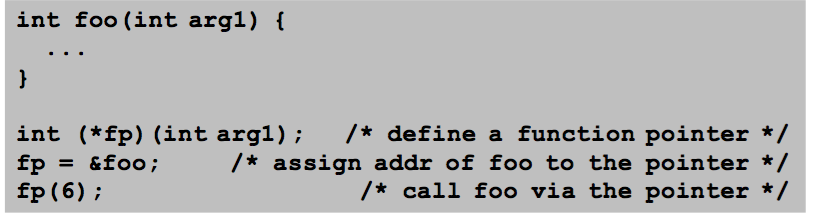 int foo(int arg1) {
...
}
int (*fp)(int arg1); /* define a function pointer */
fp = &foo; /* assign addr of foo to the pointer */
fp(6); /* call foo via the pointer */